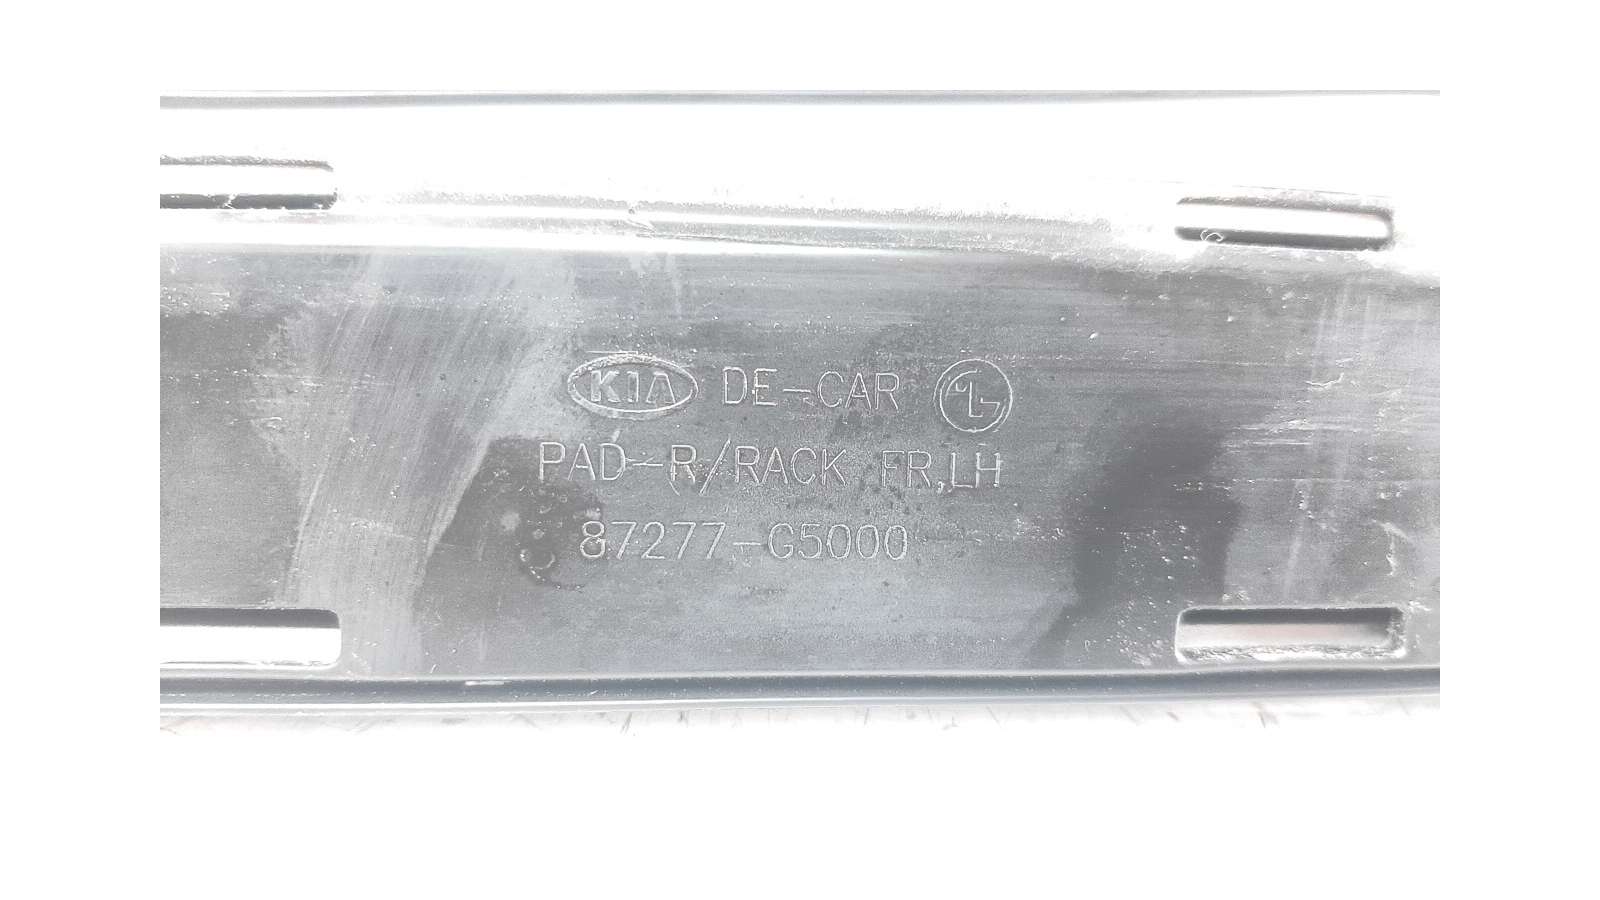 KIA DE-CAR
PAD-R/RACK FR,LH
87277-G5000